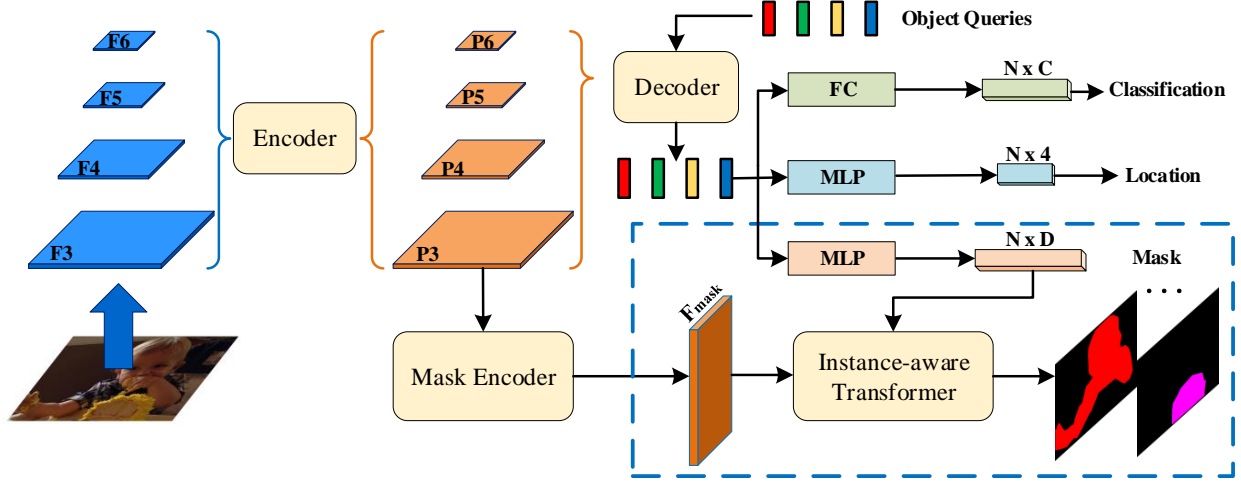 Object Queries
F6
P6
F5
P5
Decoder
FC
N x C
Classification
Encoder
F4
P4
MLP
N x 4
Location
F3
P3
MLP
N x D
Mask
. . .
Fmask
Mask Encoder
Instance-aware
Transformer